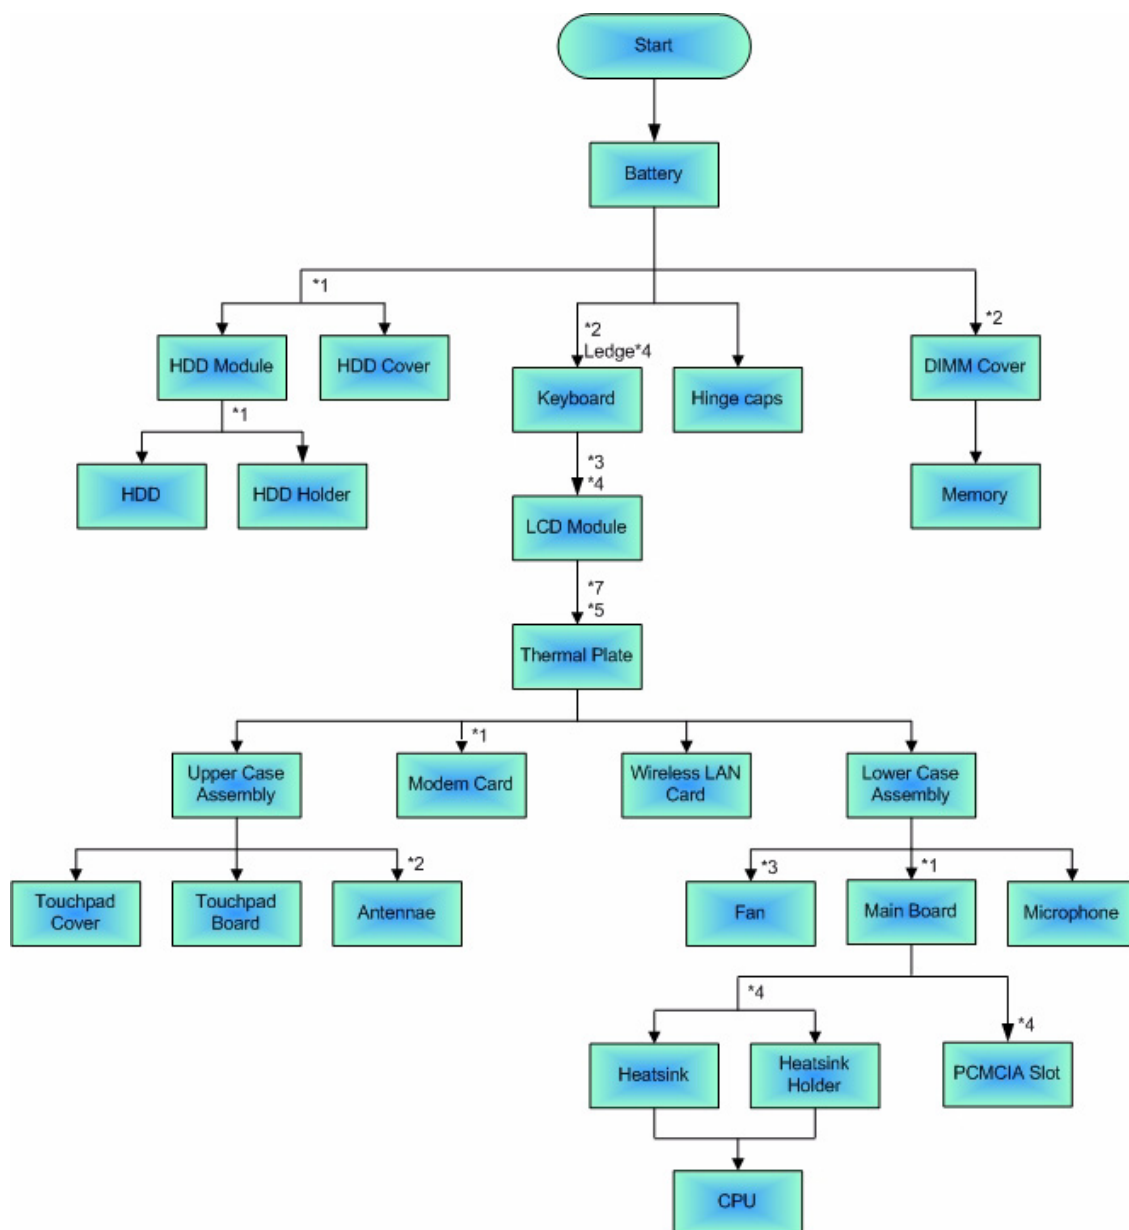 Start
Battery
*1
*2
*2
Ledge*4
HDD Module
HDD Cover
Keyboard
Hinge caps
DIMM Cover
*1
HDD
HDD Holder
*3
*4
Memory
LCD Module
*7
*5
Thermal Plate
*1
Upper Case
Assembly
Modem Card
Wireless LAN
Card
Lower Case
Assembly
*2
*3
*1
Touchpad
Cover
Touchpad
Board
Antennae
Fan
Main Board
Microphone
*4
*4
Heatsink
Heatsink
Holder
PCMCIA Slot
CPU